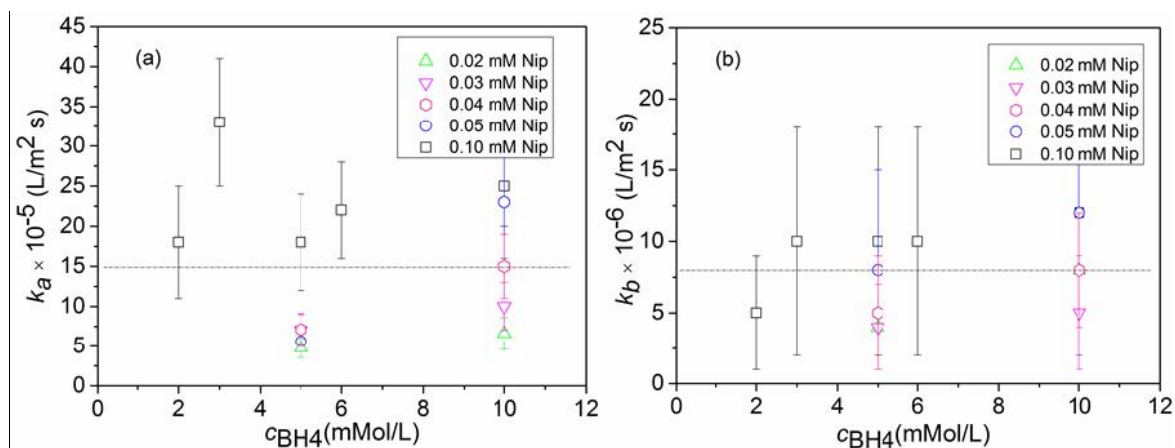 (a)
0.02 mM Nip
0.03 mM Nip
0.04 mM Nip
0.05 mM Nip
0.10 mM Nip
45
40
35
30
25
20
15
10
5
0
k_a × 10^-5 (L/m^2 s)
0 2 4 6 8 10 12
c_BH4 (mMol/L)
(b)
0.02 mM Nip
0.03 mM Nip
0.04 mM Nip
0.05 mM Nip
0.10 mM Nip
25
20
15
10
5
0
k_b × 10^-6 (L/m^2 s)
0 2 4 6 8 10 12
c_BH4 (mMol/L)